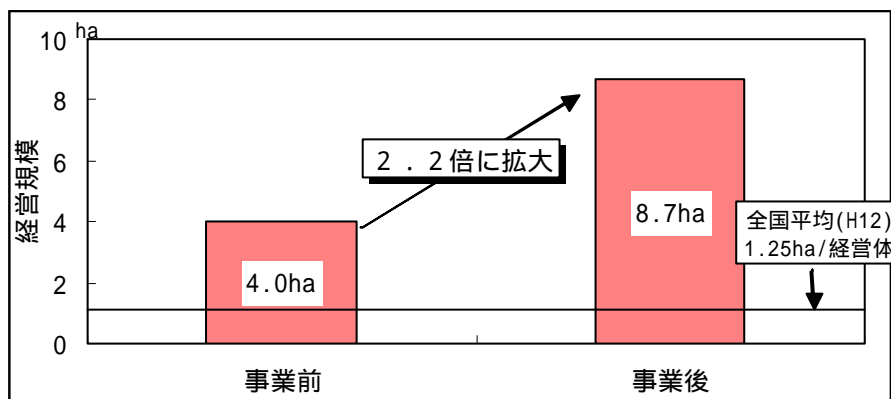 ha
10
8
6
4
2
0
経営規模
2.2倍に拡大
4.0ha
8.7ha
全国平均(H12)
1.25ha/経営体
事業前
事業後